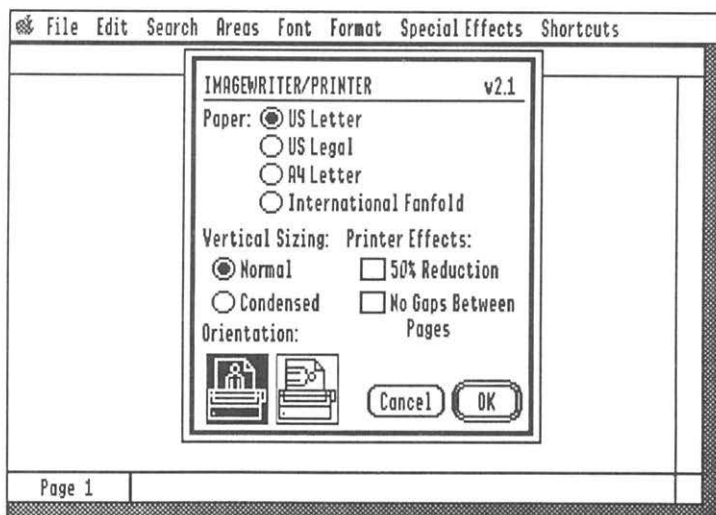 File Edit Search Areas Font Format Special Effects Shortcuts
IMAGEWRITER/PRINTER v2.1
Paper: US Letter
US Legal
A4 Letter
International Fanfold
Vertical Sizing: Printer Effects:
Normal 50% Reduction
Condensed No Gaps Between
Pages
Orientation:
Cancel OK
Page 1